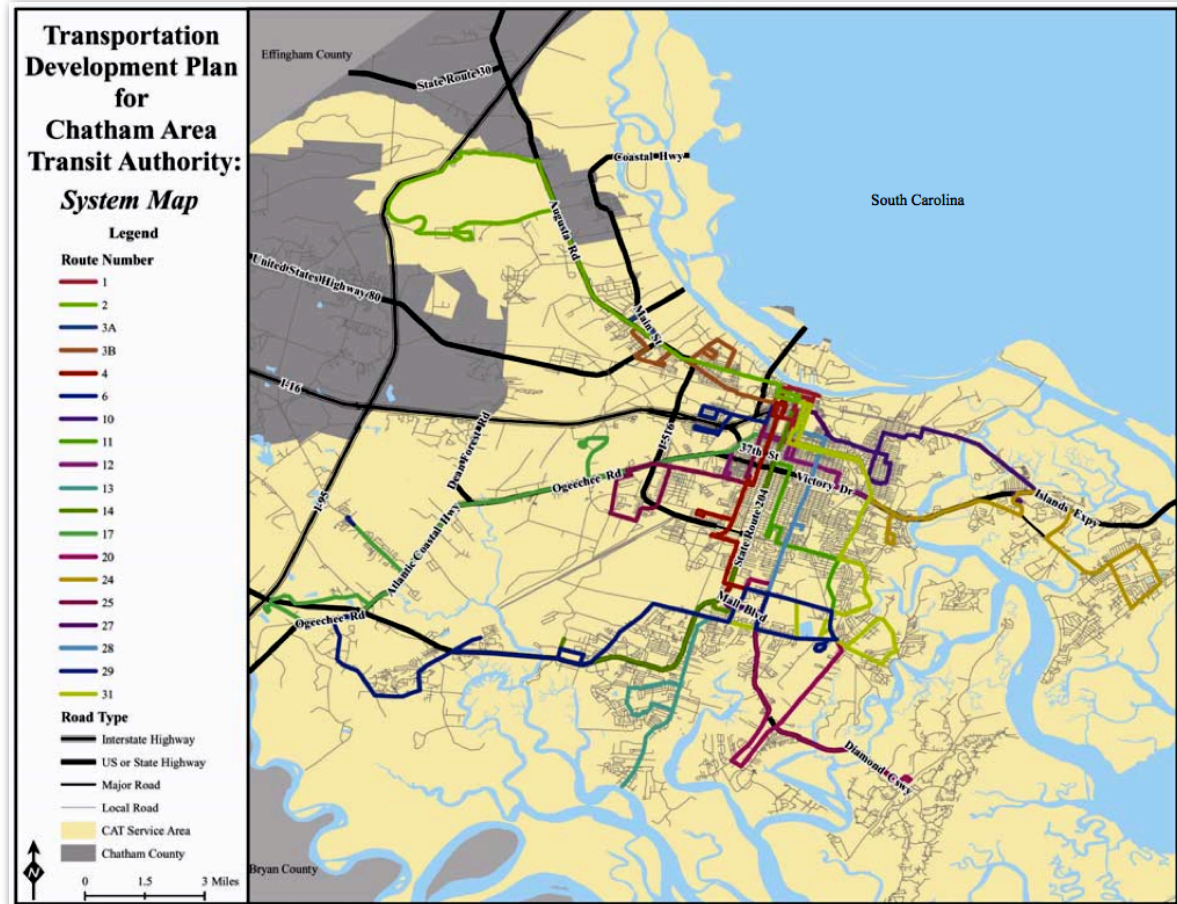 Transportation
Development Plan
for
Chatham Area
Transit Authority:
System Map
Legend
Route Number
1
2
3A
3B
4
6
10
11
12
13
14
17
20
24
25
27
28
29
31
Road Type
Interstate Highway
US or State Highway
Major Road
Local Road
CAT Service Area
Chatham County
N
0 1.5 3 Miles
Effingham County
State Route 30
Coastal Hwy
South Carolina
Augusta Rd
United States Highway 80
Main St
I-16
I-516
Dean Forest Rd
37th St
Victory Dr
Ogeechee Rd
I-95
Islands Expy
State Route 204
Atlantic Coastal Hwy
Mall Blvd
Ogeechee Rd
Diamond Cswy
Bryan County